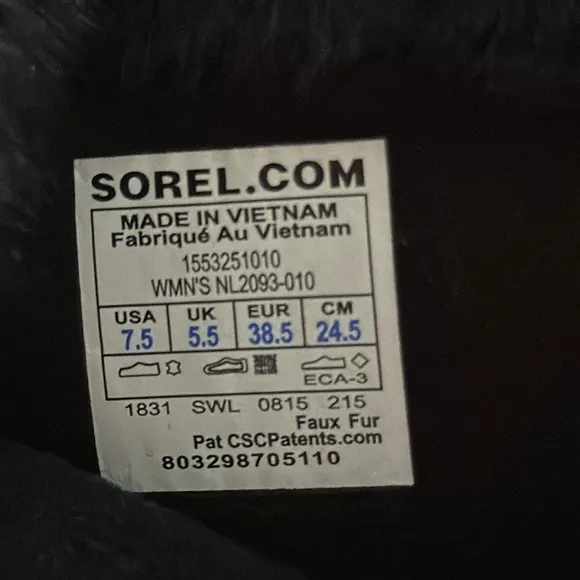 SOREL.COM
MADE IN VIETNAM
Fabriqué Au Vietnam
1553251010
WMN'S NL2093-010
USA UK EUR CM
7.5 5.5 38.5 24.5
ECA-3
1831 SWL 0815 215
Faux Fur
Pat CSCPatents.com
803298705110